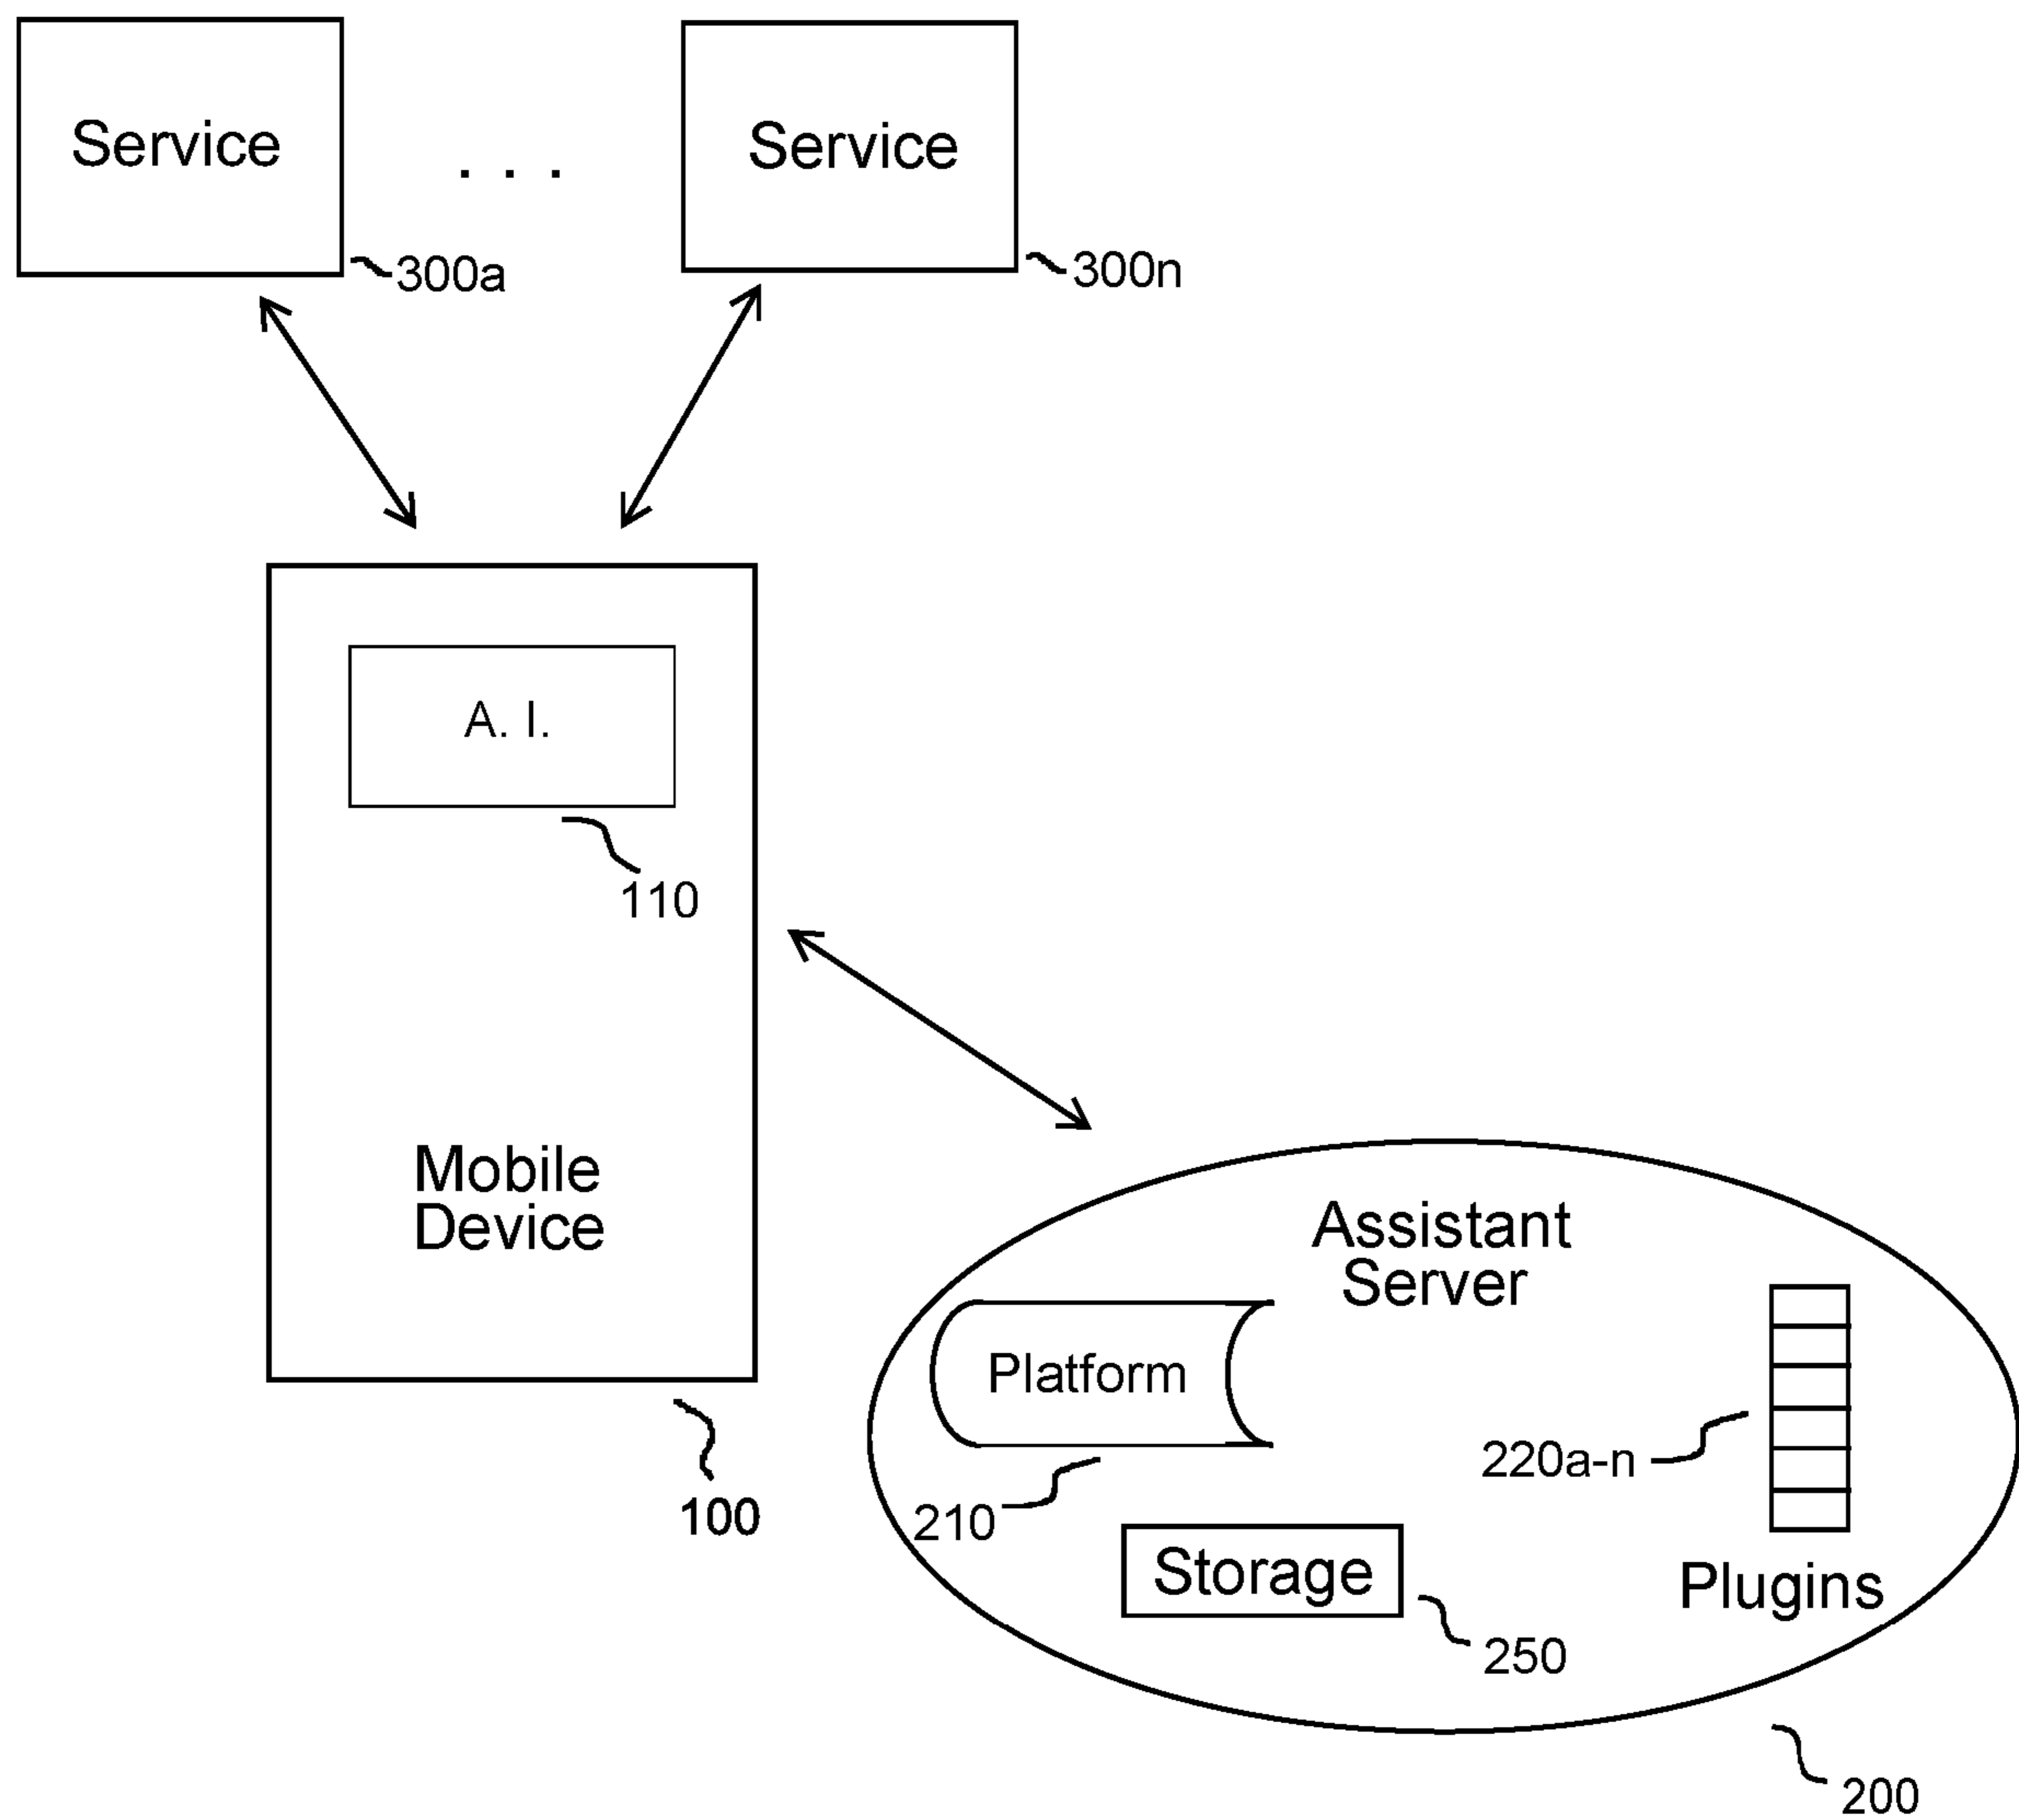 Service
. . .
Service
300a
300n
A. I.
110
Mobile
Device
100
Assistant
Server
Platform
210
220a-n
Storage
250
Plugins
200